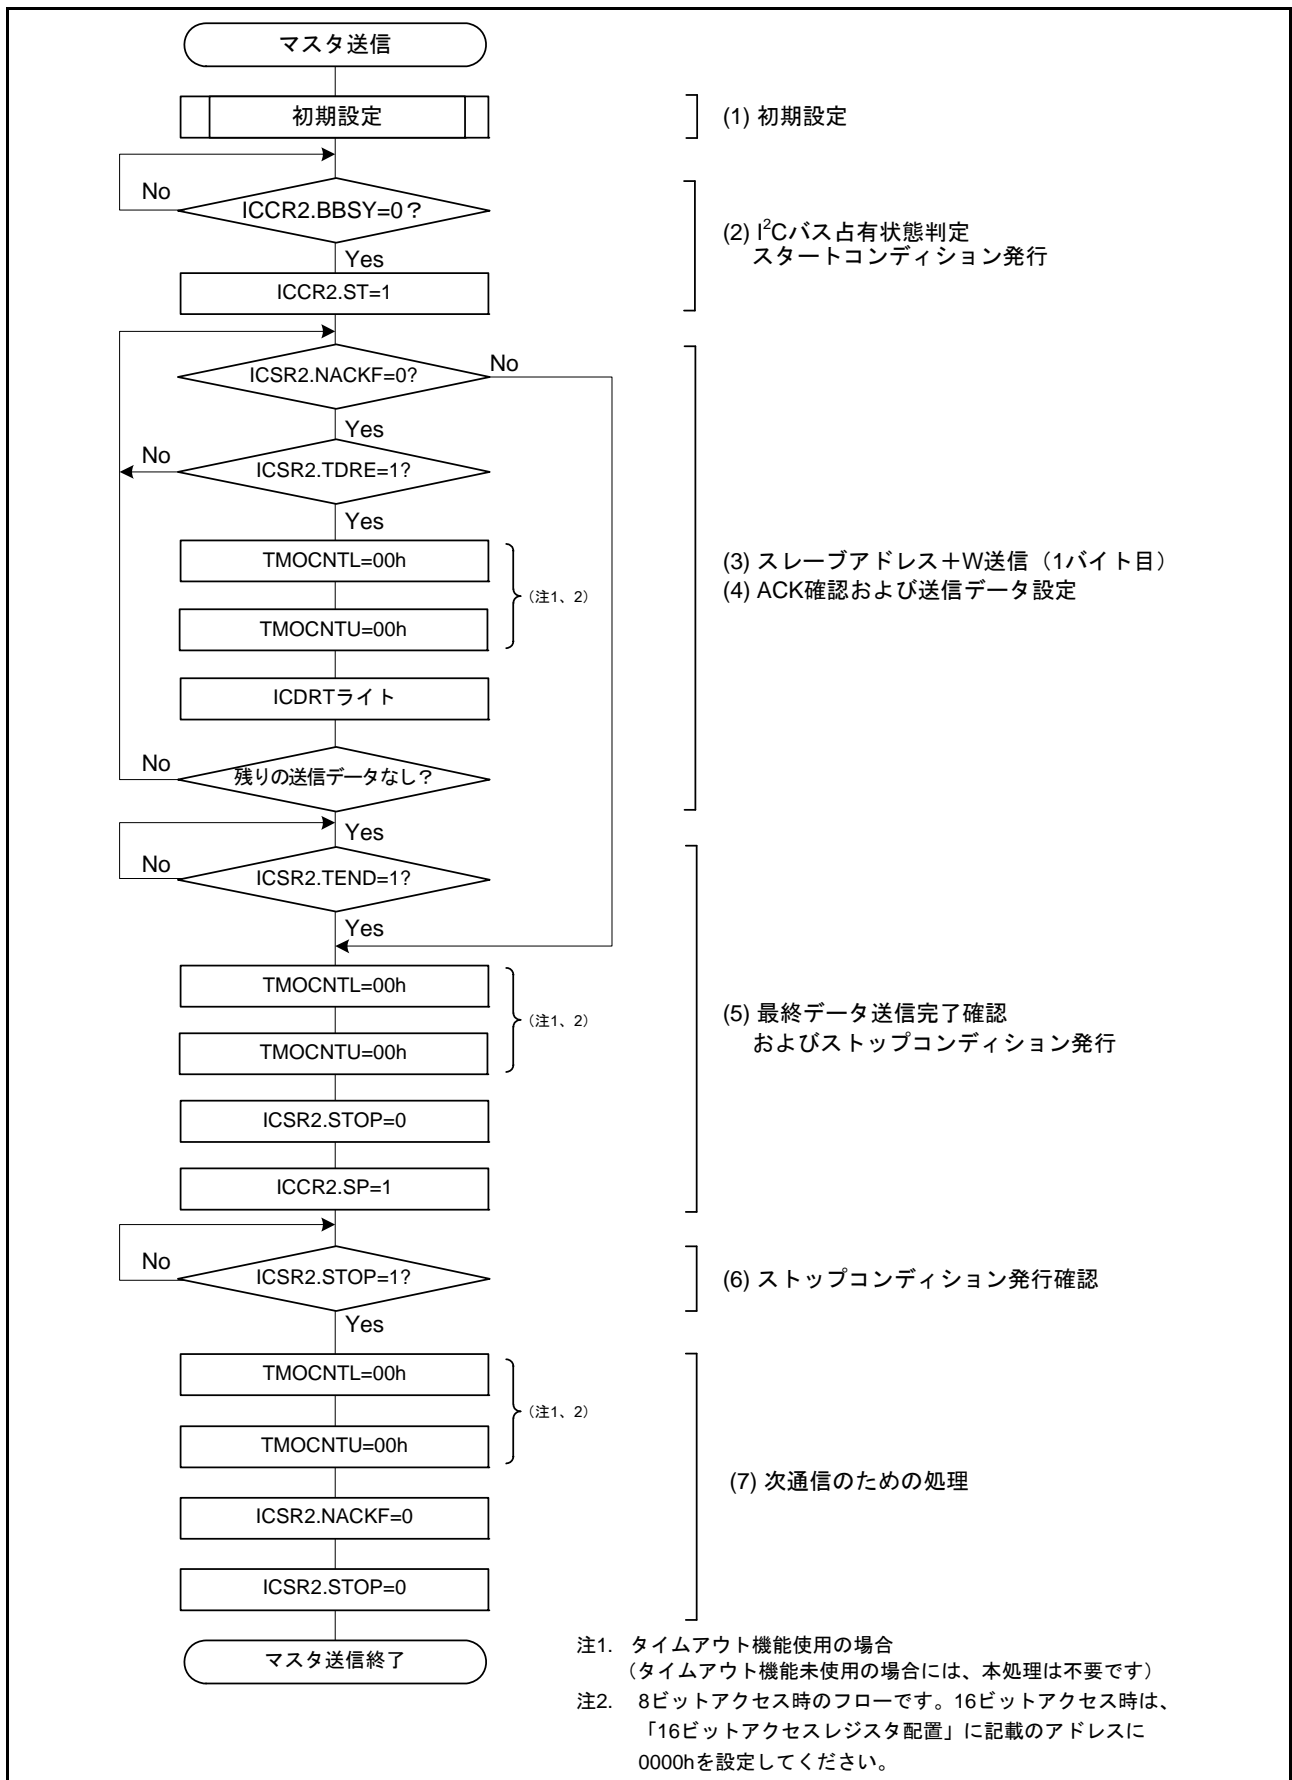 マスタ送信
初期設定
(1) 初期設定
No
ICCR2.BBSY=0？
(2) I²Cバス占有状態判定
スタートコンディション発行
Yes
ICCR2.ST=1
ICSR2.NACKF=0?
No
Yes
No
ICSR2.TDRE=1?
Yes
TMOCNTL=00h
（注1、2）
TMOCNTU=00h
(3) スレーブアドレス＋W送信（1バイト目）
(4) ACK確認および送信データ設定
ICDRTライト
No
残りの送信データなし？
Yes
No
ICSR2.TEND=1?
Yes
TMOCNTL=00h
（注1、2）
TMOCNTU=00h
(5) 最終データ送信完了確認
およびストップコンディション発行
ICSR2.STOP=0
ICCR2.SP=1
No
ICSR2.STOP=1?
(6) ストップコンディション発行確認
Yes
TMOCNTL=00h
（注1、2）
TMOCNTU=00h
(7) 次通信のための処理
ICSR2.NACKF=0
ICSR2.STOP=0
マスタ送信終了
注1. タイムアウト機能使用の場合
（タイムアウト機能未使用の場合には、本処理は不要です）
注2. 8ビットアクセス時のフローです。16ビットアクセス時は、
「16ビットアクセスレジスタ配置」に記載のアドレスに
0000hを設定してください。